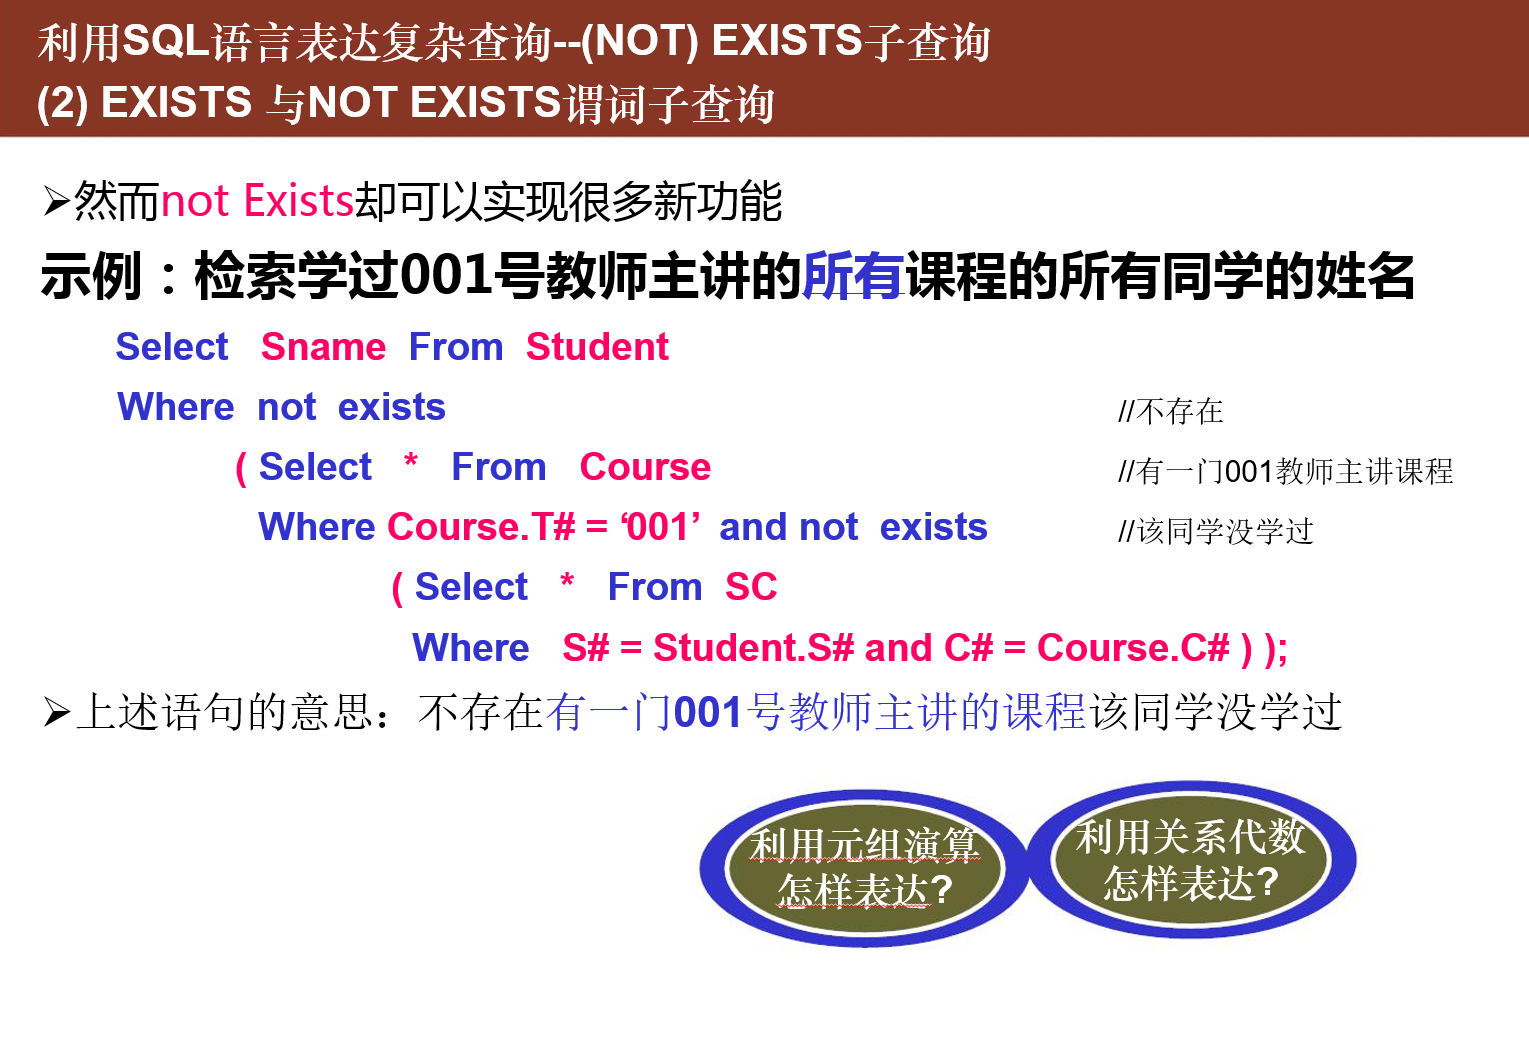 利用SQL语言表达复杂查询--(NOT) EXISTS子查询
(2) EXISTS 与NOT EXISTS谓词子查询
➢然而not Exists却可以实现很多新功能
示例：检索学过001号教师主讲的所有课程的所有同学的姓名
Select Sname From Student
Where not exists //不存在
( Select * From Course //有一门001教师主讲课程
Where Course.T# = ‘001’ and not exists //该同学没学过
( Select * From SC
Where S# = Student.S# and C# = Course.C# ) );
➢上述语句的意思：不存在有一门001号教师主讲的课程该同学没学过
利用元组演算
怎样表达?
利用关系代数
怎样表达?